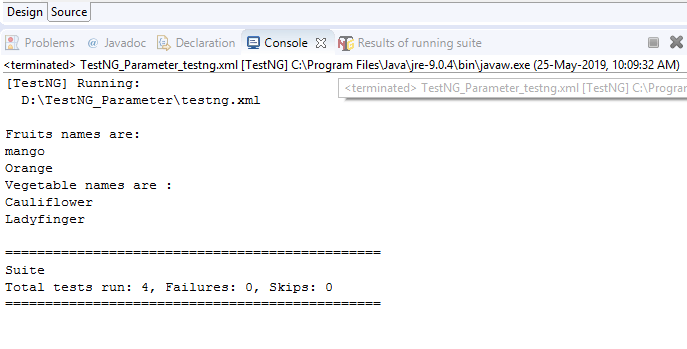 Design Source
Problems @ Javadoc Declaration Console Results of running suite
<terminated> TestNG_Parameter_testng.xml [TestNG] C:\Program Files\Java\jre-9.0.4\bin\javaw.exe (25-May-2019, 10:09:32 AM)
[TestNG] Running:
<terminated> TestNG_Parameter_testng.xml [TestNG] C:\Program
D:\TestNG_Parameter\testng.xml
Fruits names are:
mango
Orange
Vegetable names are :
Cauliflower
Ladyfinger
===============================================
Suite
Total tests run: 4, Failures: 0, Skips: 0
===============================================